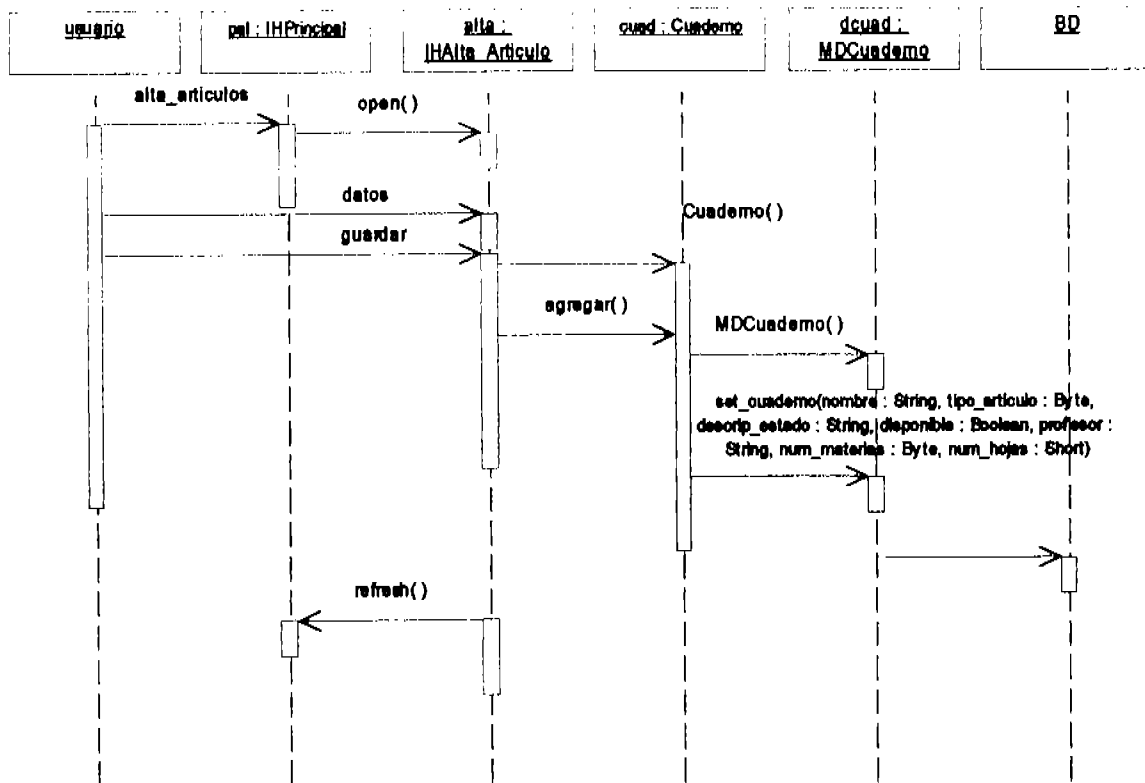 usuario
psl : IHPrincipal
alta :
IHAlta_Articulo
cuad : Cuaderno
dcuad :
MDCuaderno
BD
alta_articulos
open( )
datos
Cuaderno( )
guardar
agregar( )
MDCuaderno( )
set_cuaderno(nombre : String, tipo_articulo : Byte,
descrip_estado : String, disponible : Boolean, profesor :
String, num_materias : Byte, num_hojas : Short)
refresh( )